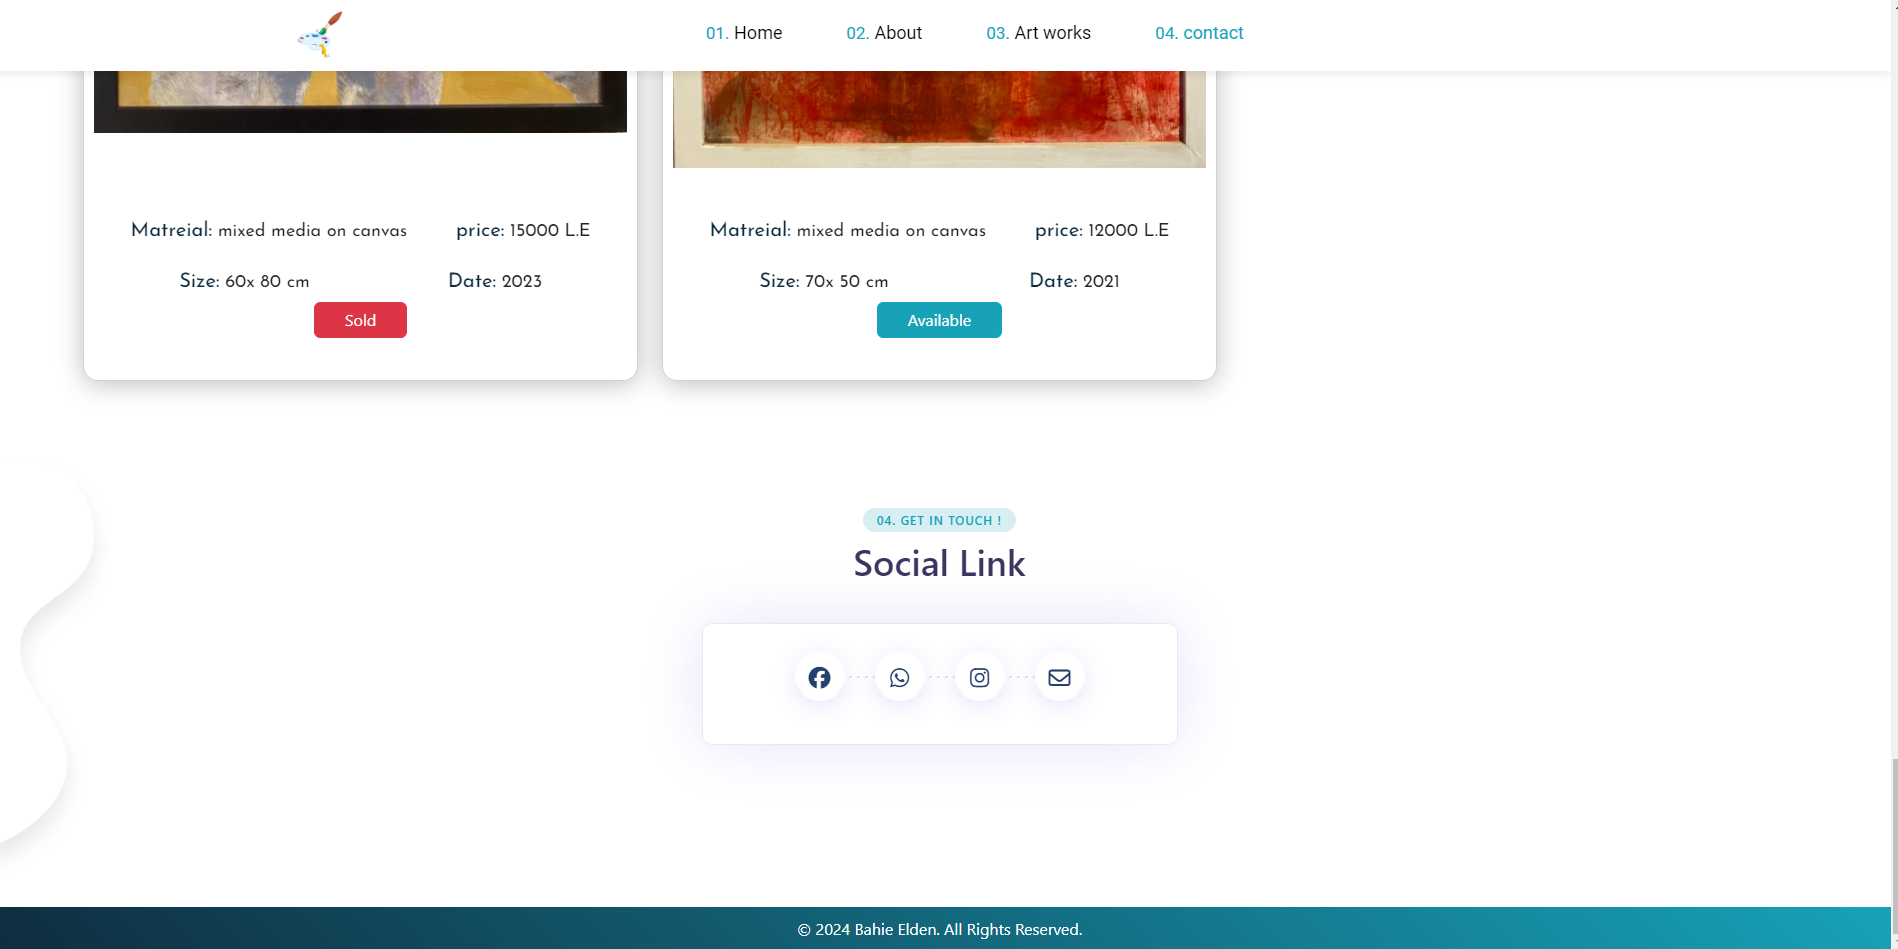 01. Home 02. About 03. Art works 04. contact
Matreial: mixed media on canvas price: 15000 L.E
Size: 60x 80 cm Date: 2023
Sold
Matreial: mixed media on canvas price: 12000 L.E
Size: 70x 50 cm Date: 2021
Available
04. GET IN TOUCH !
Social Link
© 2024 Bahie Elden. All Rights Reserved.